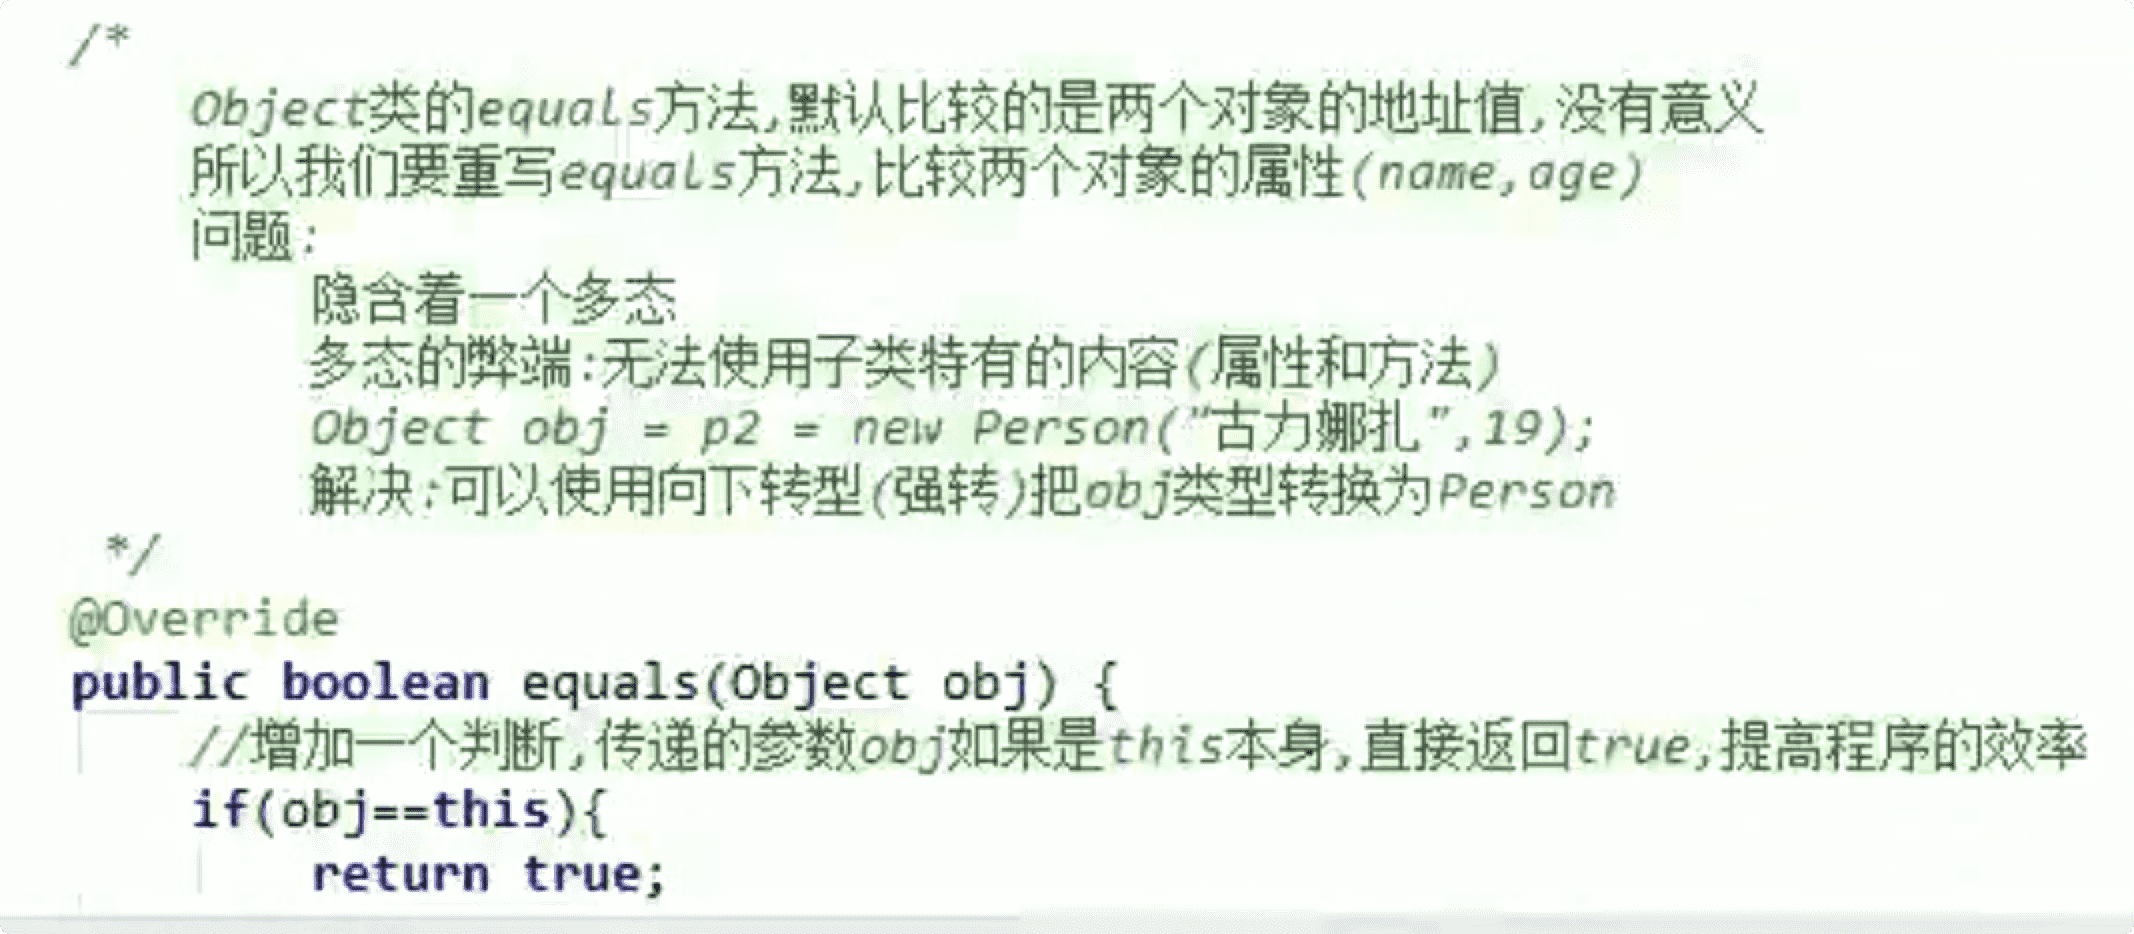 /*
Object类的equals方法,默认比较的是两个对象的地址值,没有意义
所以我们要重写equals方法,比较两个对象的属性(name,age)
问题:
隐含着一个多态
多态的弊端:无法使用子类特有的内容(属性和方法)
Object obj = p2 = new Person("古力娜扎",19);
解决:可以使用向下转型(强转)把obj类型转换为Person
*/
@Override
public boolean equals(Object obj) {
//增加一个判断,传递的参数obj如果是this本身,直接返回true,提高程序的效率
if(obj==this){
return true;